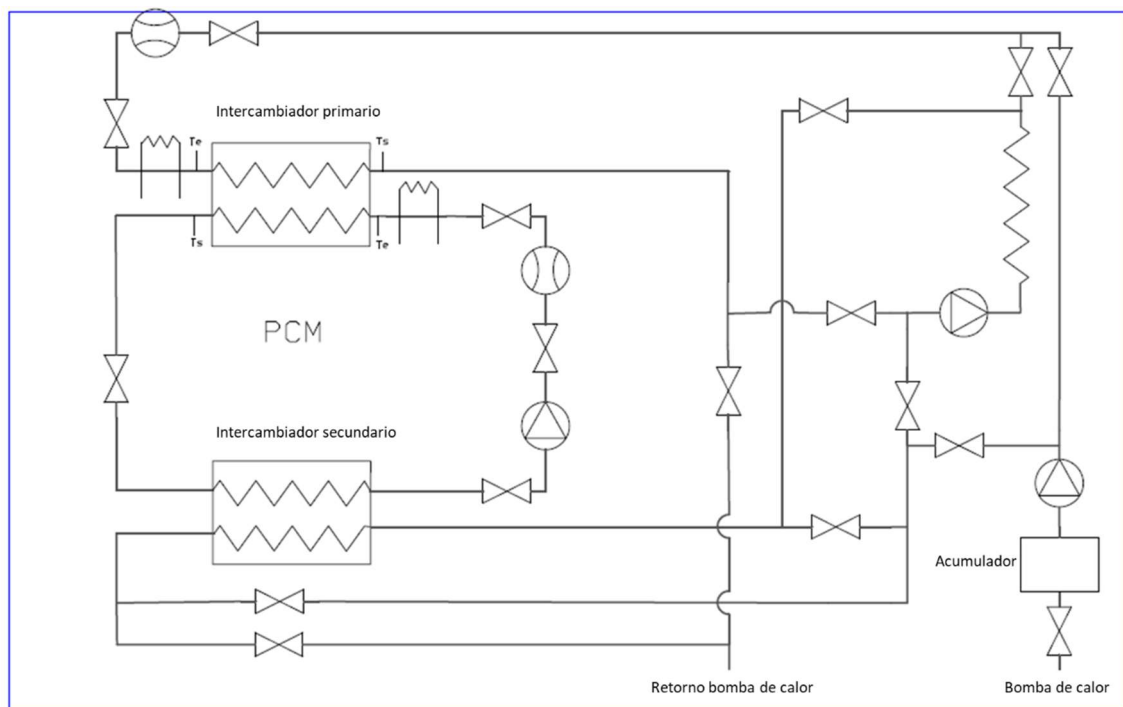 Intercambiador primario
Te
Ts
Ts
Te
PCM
Intercambiador secundario
Acumulador
Retorno bomba de calor
Bomba de calor